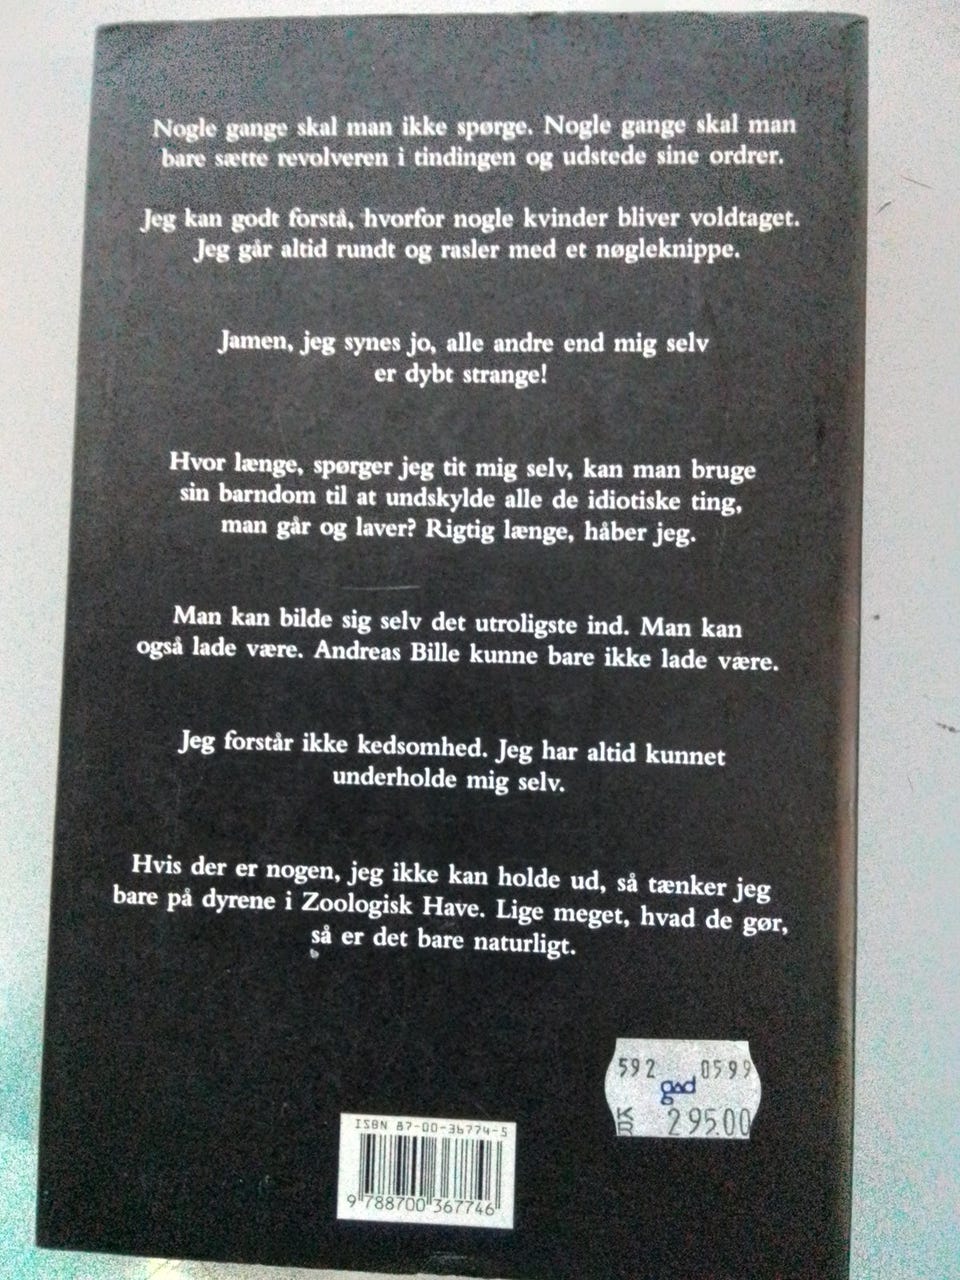 Nogle gange skal man ikke spørge. Nogle gange skal man
bare sætte revolveren i tindingen og udstede sine ordrer.
Jeg kan godt forstå, hvorfor nogle kvinder bliver voldtaget.
Jeg går altid rundt og rasler med et nøgleknippe.
Jamen, jeg synes jo, alle andre end mig selv
er dybt strange!
Hvor længe, spørger jeg tit mig selv, kan man bruge
sin barndom til at undskylde alle de idiotiske ting,
man går og laver? Rigtig længe, håber jeg.
Man kan bilde sig selv det utroligste ind. Man kan
også lade være. Andreas Bille kunne bare ikke lade være.
Jeg forstår ikke kedsomhed. Jeg har altid kunnet
underholde mig selv.
Hvis der er nogen, jeg ikke kan holde ud, så tænker jeg
bare på dyrene i Zoologisk Have. Lige meget, hvad de gør,
så er det bare naturligt.
592 0599
gad
KR 295.00
ISBN 87-00-36774-5
9 788700 367746